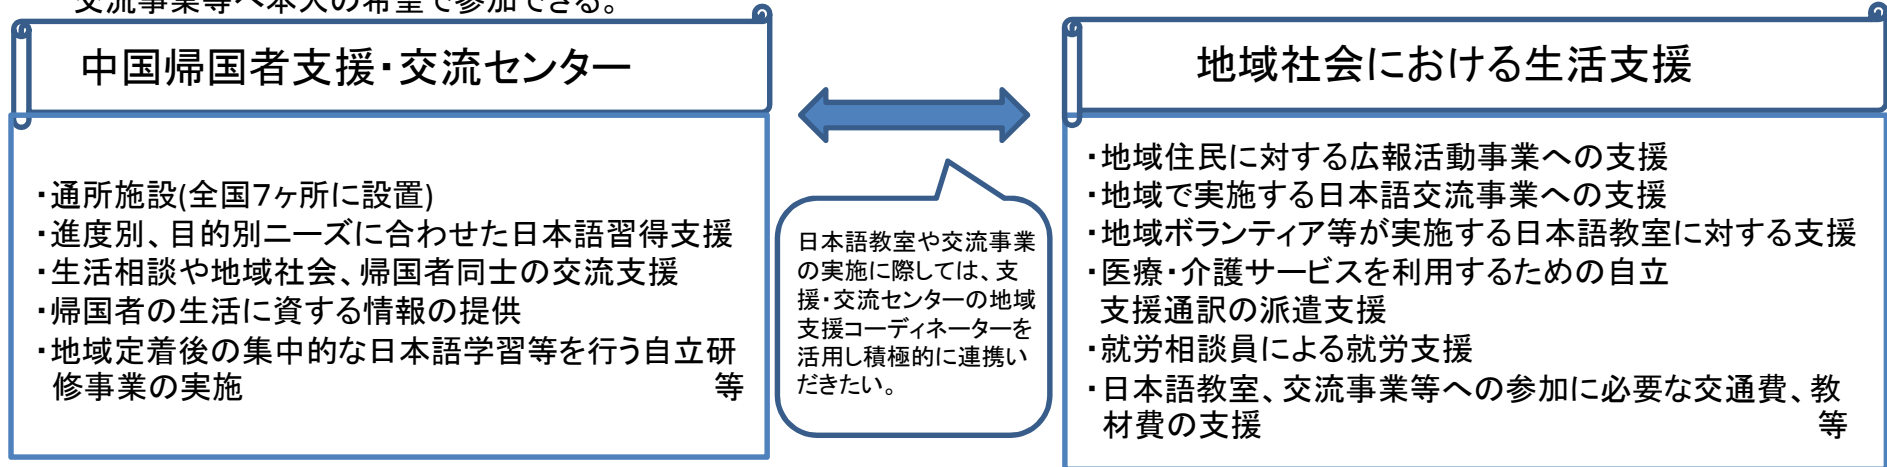 交流事業等へ本人の希望で参加できる。
中国帰国者支援・交流センター
・通所施設(全国7ヶ所に設置)
・進度別、目的別ニーズに合わせた日本語習得支援
・生活相談や地域社会、帰国者同士の交流支援
・帰国者の生活に資する情報の提供
・地域定着後の集中的な日本語学習等を行う自立研
修事業の実施 等
日本語教室や交流事業
の実施に際しては、支
援・交流センターの地域
支援コーディネーターを
活用し積極的に連携い
だきたい。
地域社会における生活支援
・地域住民に対する広報活動事業への支援
・地域で実施する日本語交流事業への支援
・地域ボランティア等が実施する日本語教室に対する支援
・医療・介護サービスを利用するための自立
支援通訳の派遣支援
・就労相談員による就労支援
・日本語教室、交流事業等への参加に必要な交通費、教
材費の支援 等